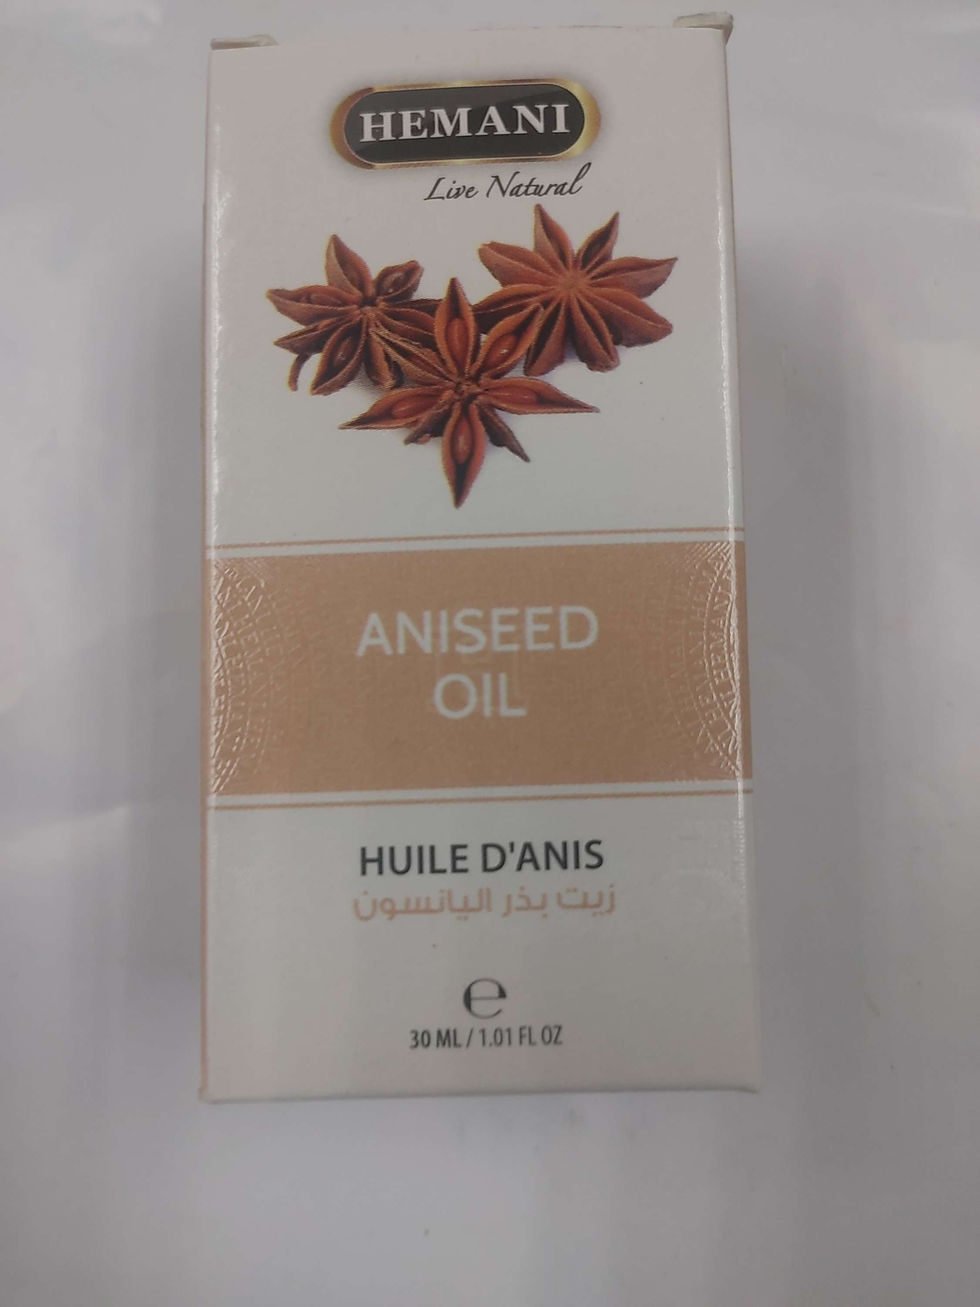 HEMANI
Live Natural
ANISEED
OIL
HUILE D'ANIS
زيت بذر اليانسون
e
30 ML / 1.01 FL OZ